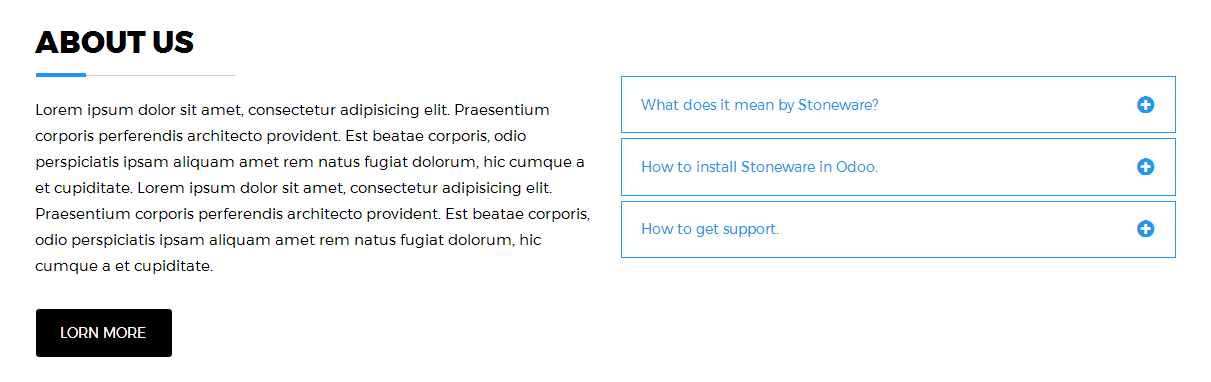 ABOUT US
Lorem ipsum dolor sit amet, consectetur adipisicing elit. Praesentium
corporis perferendis architecto provident. Est beatae corporis, odio
perspiciatis ipsam aliquam amet rem natus fugiat dolorum, hic cumque a
et cupiditate. Lorem ipsum dolor sit amet, consectetur adipisicing elit.
Praesentium corporis perferendis architecto provident. Est beatae corporis,
odio perspiciatis ipsam aliquam amet rem natus fugiat dolorum, hic
cumque a et cupiditate.
LORN MORE
What does it mean by Stoneware?
How to install Stoneware in Odoo.
How to get support.